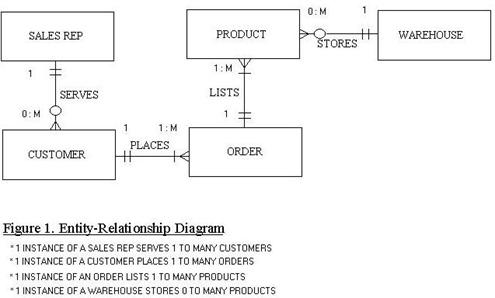 0:M
1
SALES REP
PRODUCT
WAREHOUSE
STORES
1
1:M
SERVES
LISTS
0:M
1
1
1:M
CUSTOMER
PLACES
ORDER
Figure 1. Entity-Relationship Diagram
*1 INSTANCE OF A SALES REP SERVES 1 TO MANY CUSTOMERS
*1 INSTANCE OF A CUSTOMER PLACES 1 TO MANY ORDERS
*1 INSTANCE OF AN ORDER LISTS 1 TO MANY PRODUCTS
*1 INSTANCE OF A WAREHOUSE STORES 0 TO MANY PRODUCTS